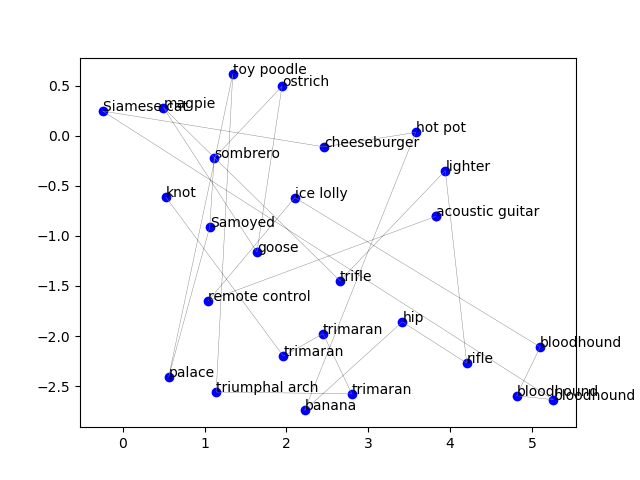 toy poodle
ostrich
0.5
Siamese cat
magpie
hot pot
0.0
cheeseburger
sombrero
lighter
−0.5
knot
ice lolly
acoustic guitar
Samoyed
−1.0
goose
trifle
−1.5
remote control
hip
−2.0
trimaran
trimaran
bloodhound
rifle
palace
−2.5
triumphal arch
trimaran
bloodhound
bloodhound
banana
0 1 2 3 4 5